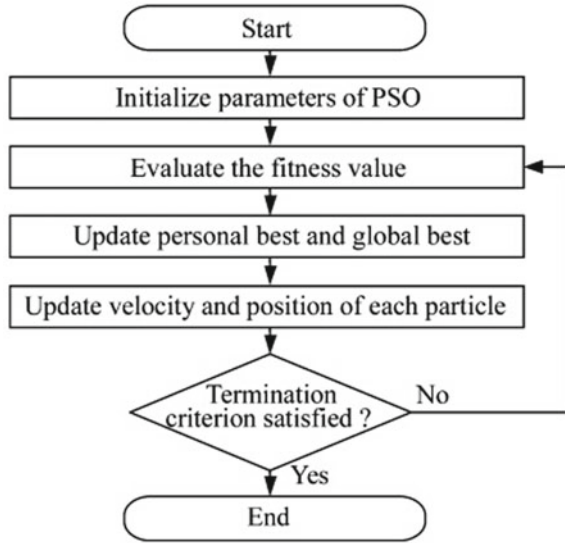 Start
Initialize parameters of PSO
Evaluate the fitness value
Update personal best and global best
Update velocity and position of each particle
Termination
criterion satisfied ?
No
Yes
End